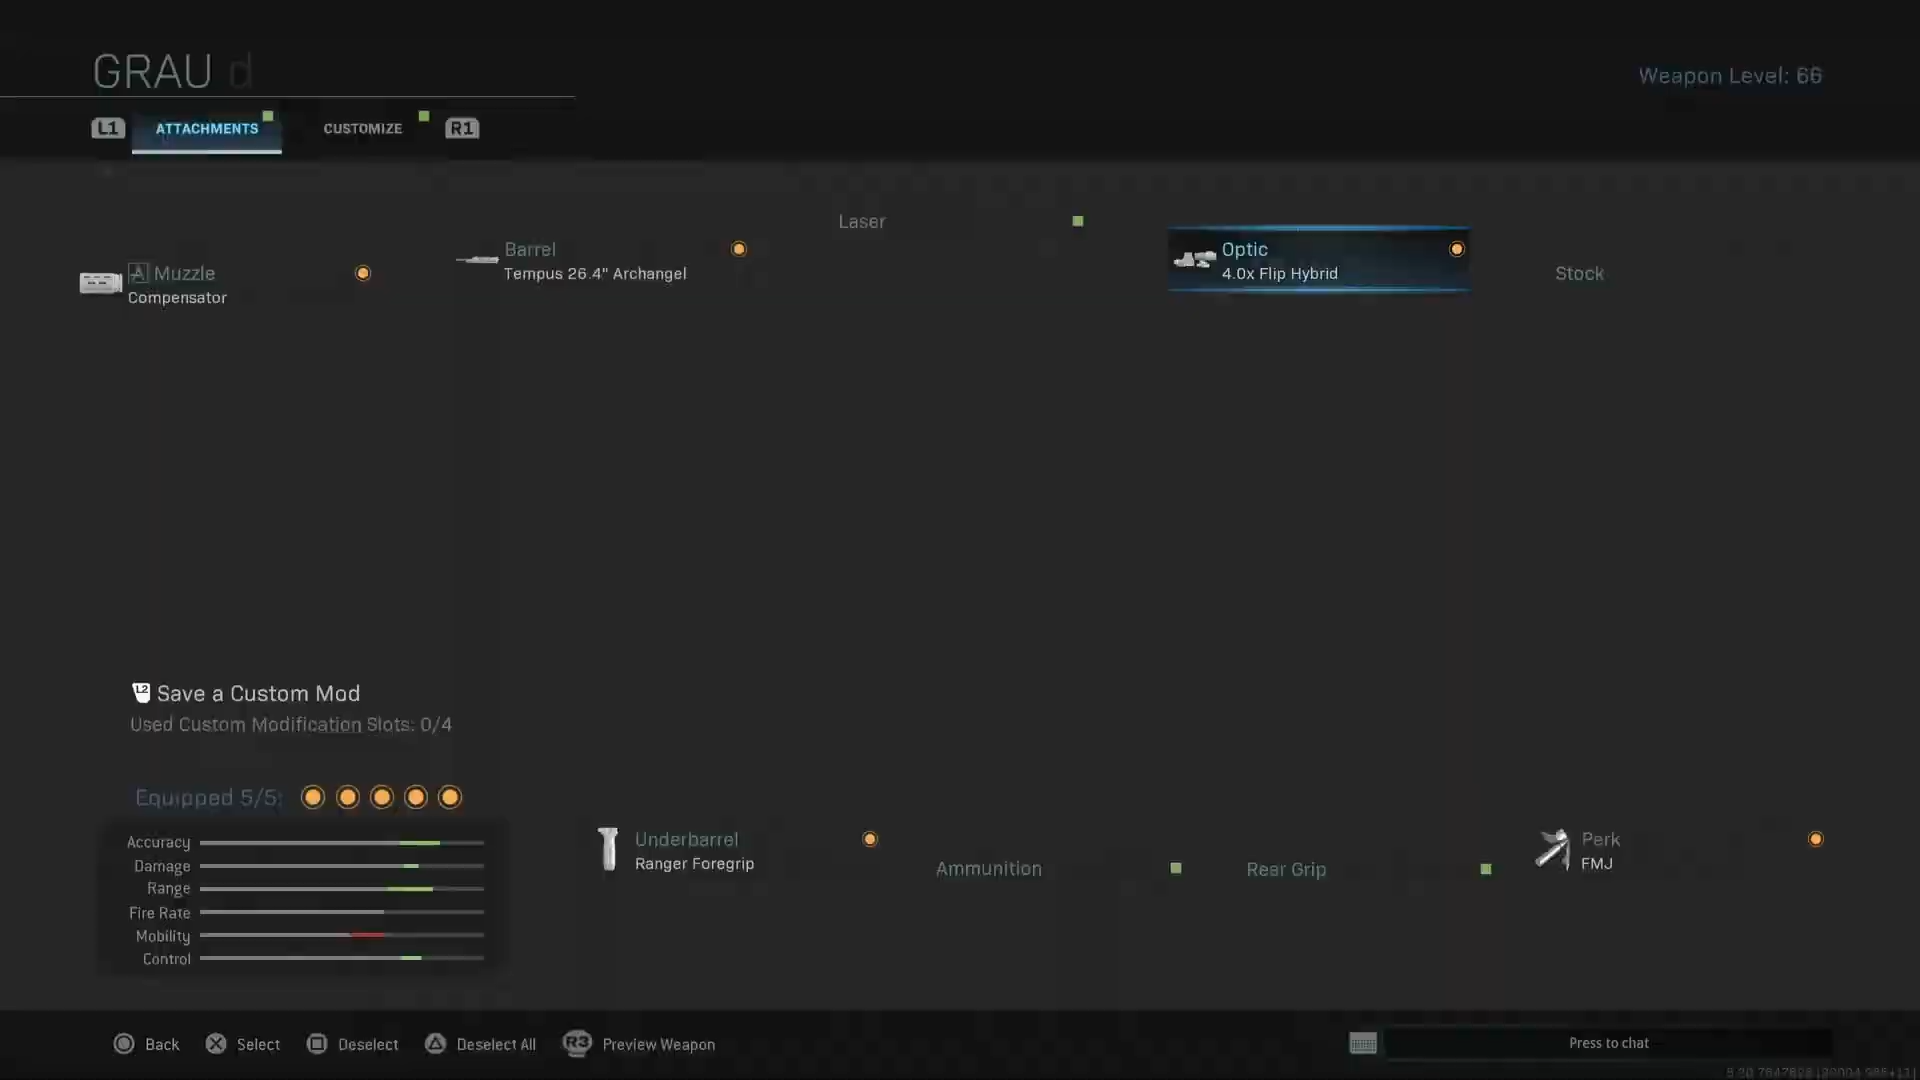 GRAU d
Weapon Level: 66
L1 ATTACHMENTS CUSTOMIZE R1
Laser
Barrel
Tempus 26.4" Archangel
Optic
4.0x Flip Hybrid
A Muzzle
Compensator
Stock
L2 Save a Custom Mod
Used Custom Modification Slots: 0/4
Equipped 5/5:
Accuracy
Damage
Range
Fire Rate
Mobility
Control
Underbarrel
Ranger Foregrip
Ammunition
Rear Grip
Perk
FMJ
Back Select Deselect Deselect All R3 Preview Weapon
Press to chat